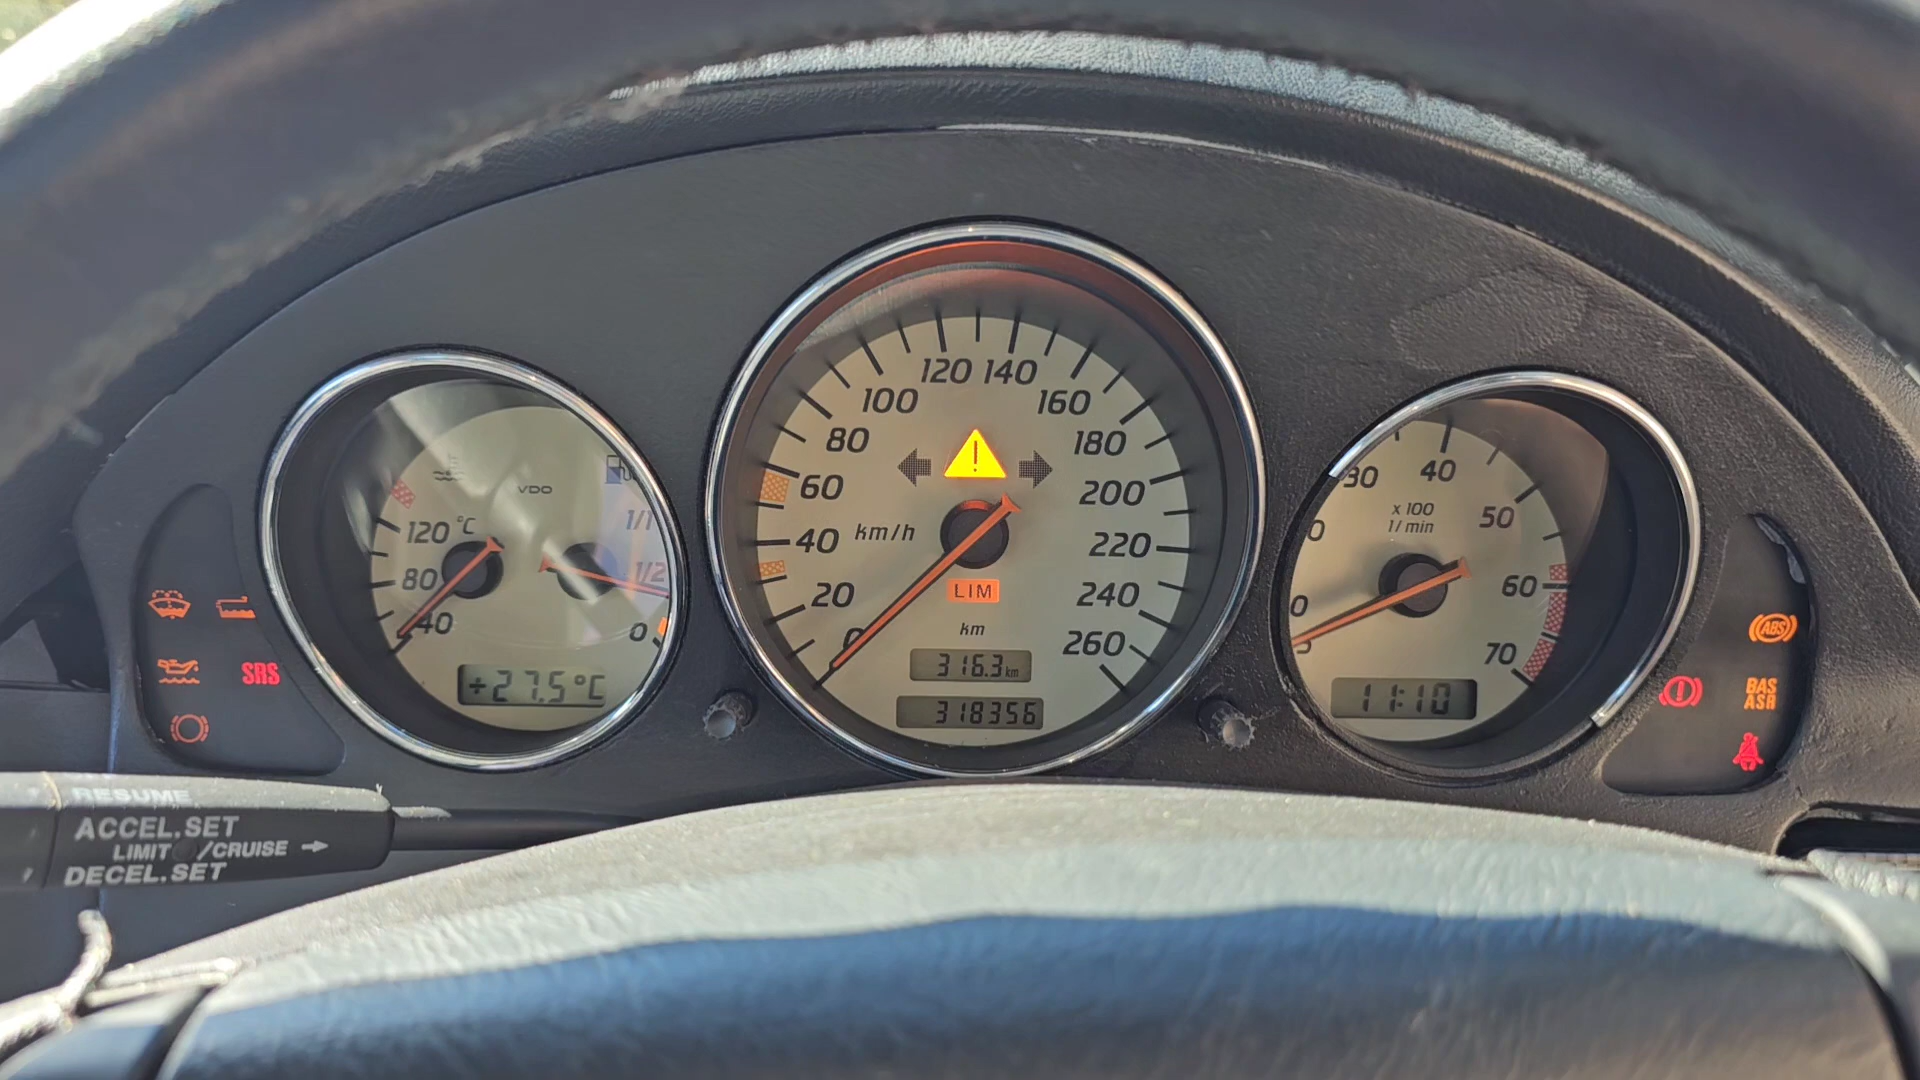 120 °C
80
40
VDO
1/1
1/2
0
+27.5°C
SRS
0
20
40
60
80
100
120
140
160
180
200
220
240
260
km/h
LIM
km
316.3 km
318356
30
40
50
60
70
x 100
1/min
11:10
ABS
BAS
ASR
RESUME
ACCEL.SET
LIMIT /CRUISE →
DECEL.SET